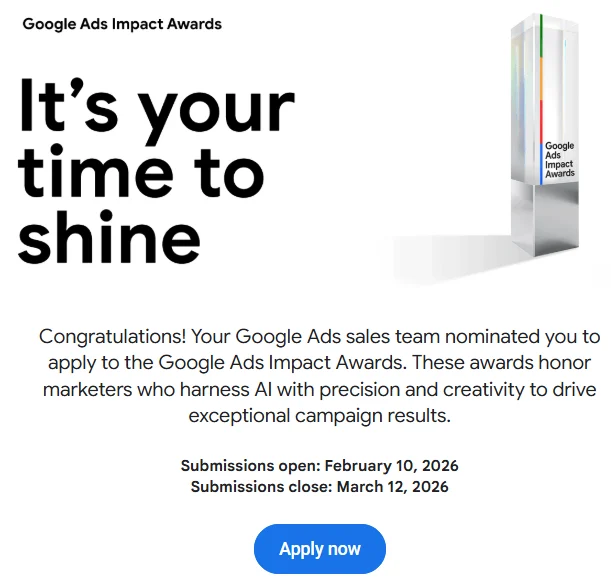 Google Ads Impact Awards
It's your
time to
shine
Google
Ads
Impact
Awards
Congratulations! Your Google Ads sales team nominated you to
apply to the Google Ads Impact Awards. These awards honor
marketers who harness AI with precision and creativity to drive
exceptional campaign results.
Submissions open: February 10, 2026
Submissions close: March 12, 2026
Apply now